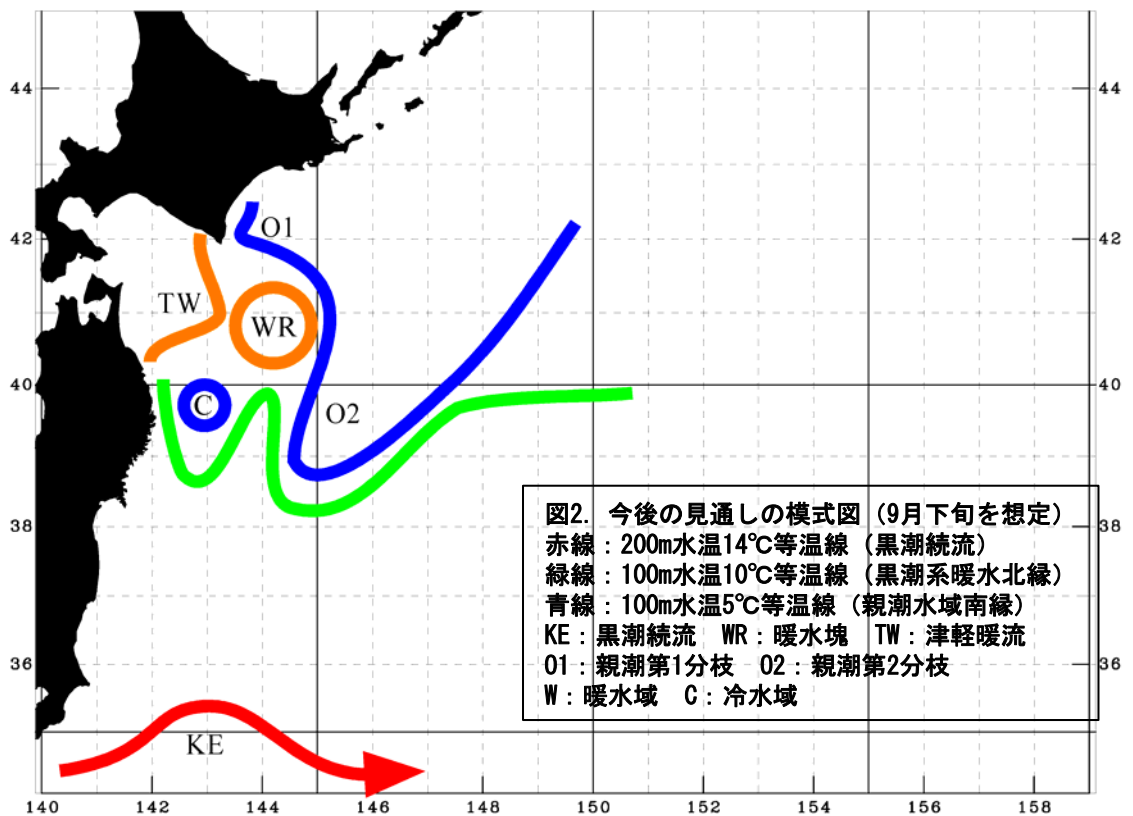 44
44
O1
42
42
TW
WR
40
40
C
O2
図2. 今後の見通しの模式図 (9月下旬を想定)
38
38
赤線:200m水温14℃等温線 (黒潮続流)
緑線:100m水温10℃等温線 (黒潮系暖水北縁)
青線:100m水温5℃等温線 (親潮水域南縁)
KE:黒潮続流 WR:暖水塊 TW:津軽暖流
O1:親潮第1分枝 O2:親潮第2分枝
36
36
W:暖水域 C:冷水域
KE
140 142 144 146 148 150 152 154 156 158